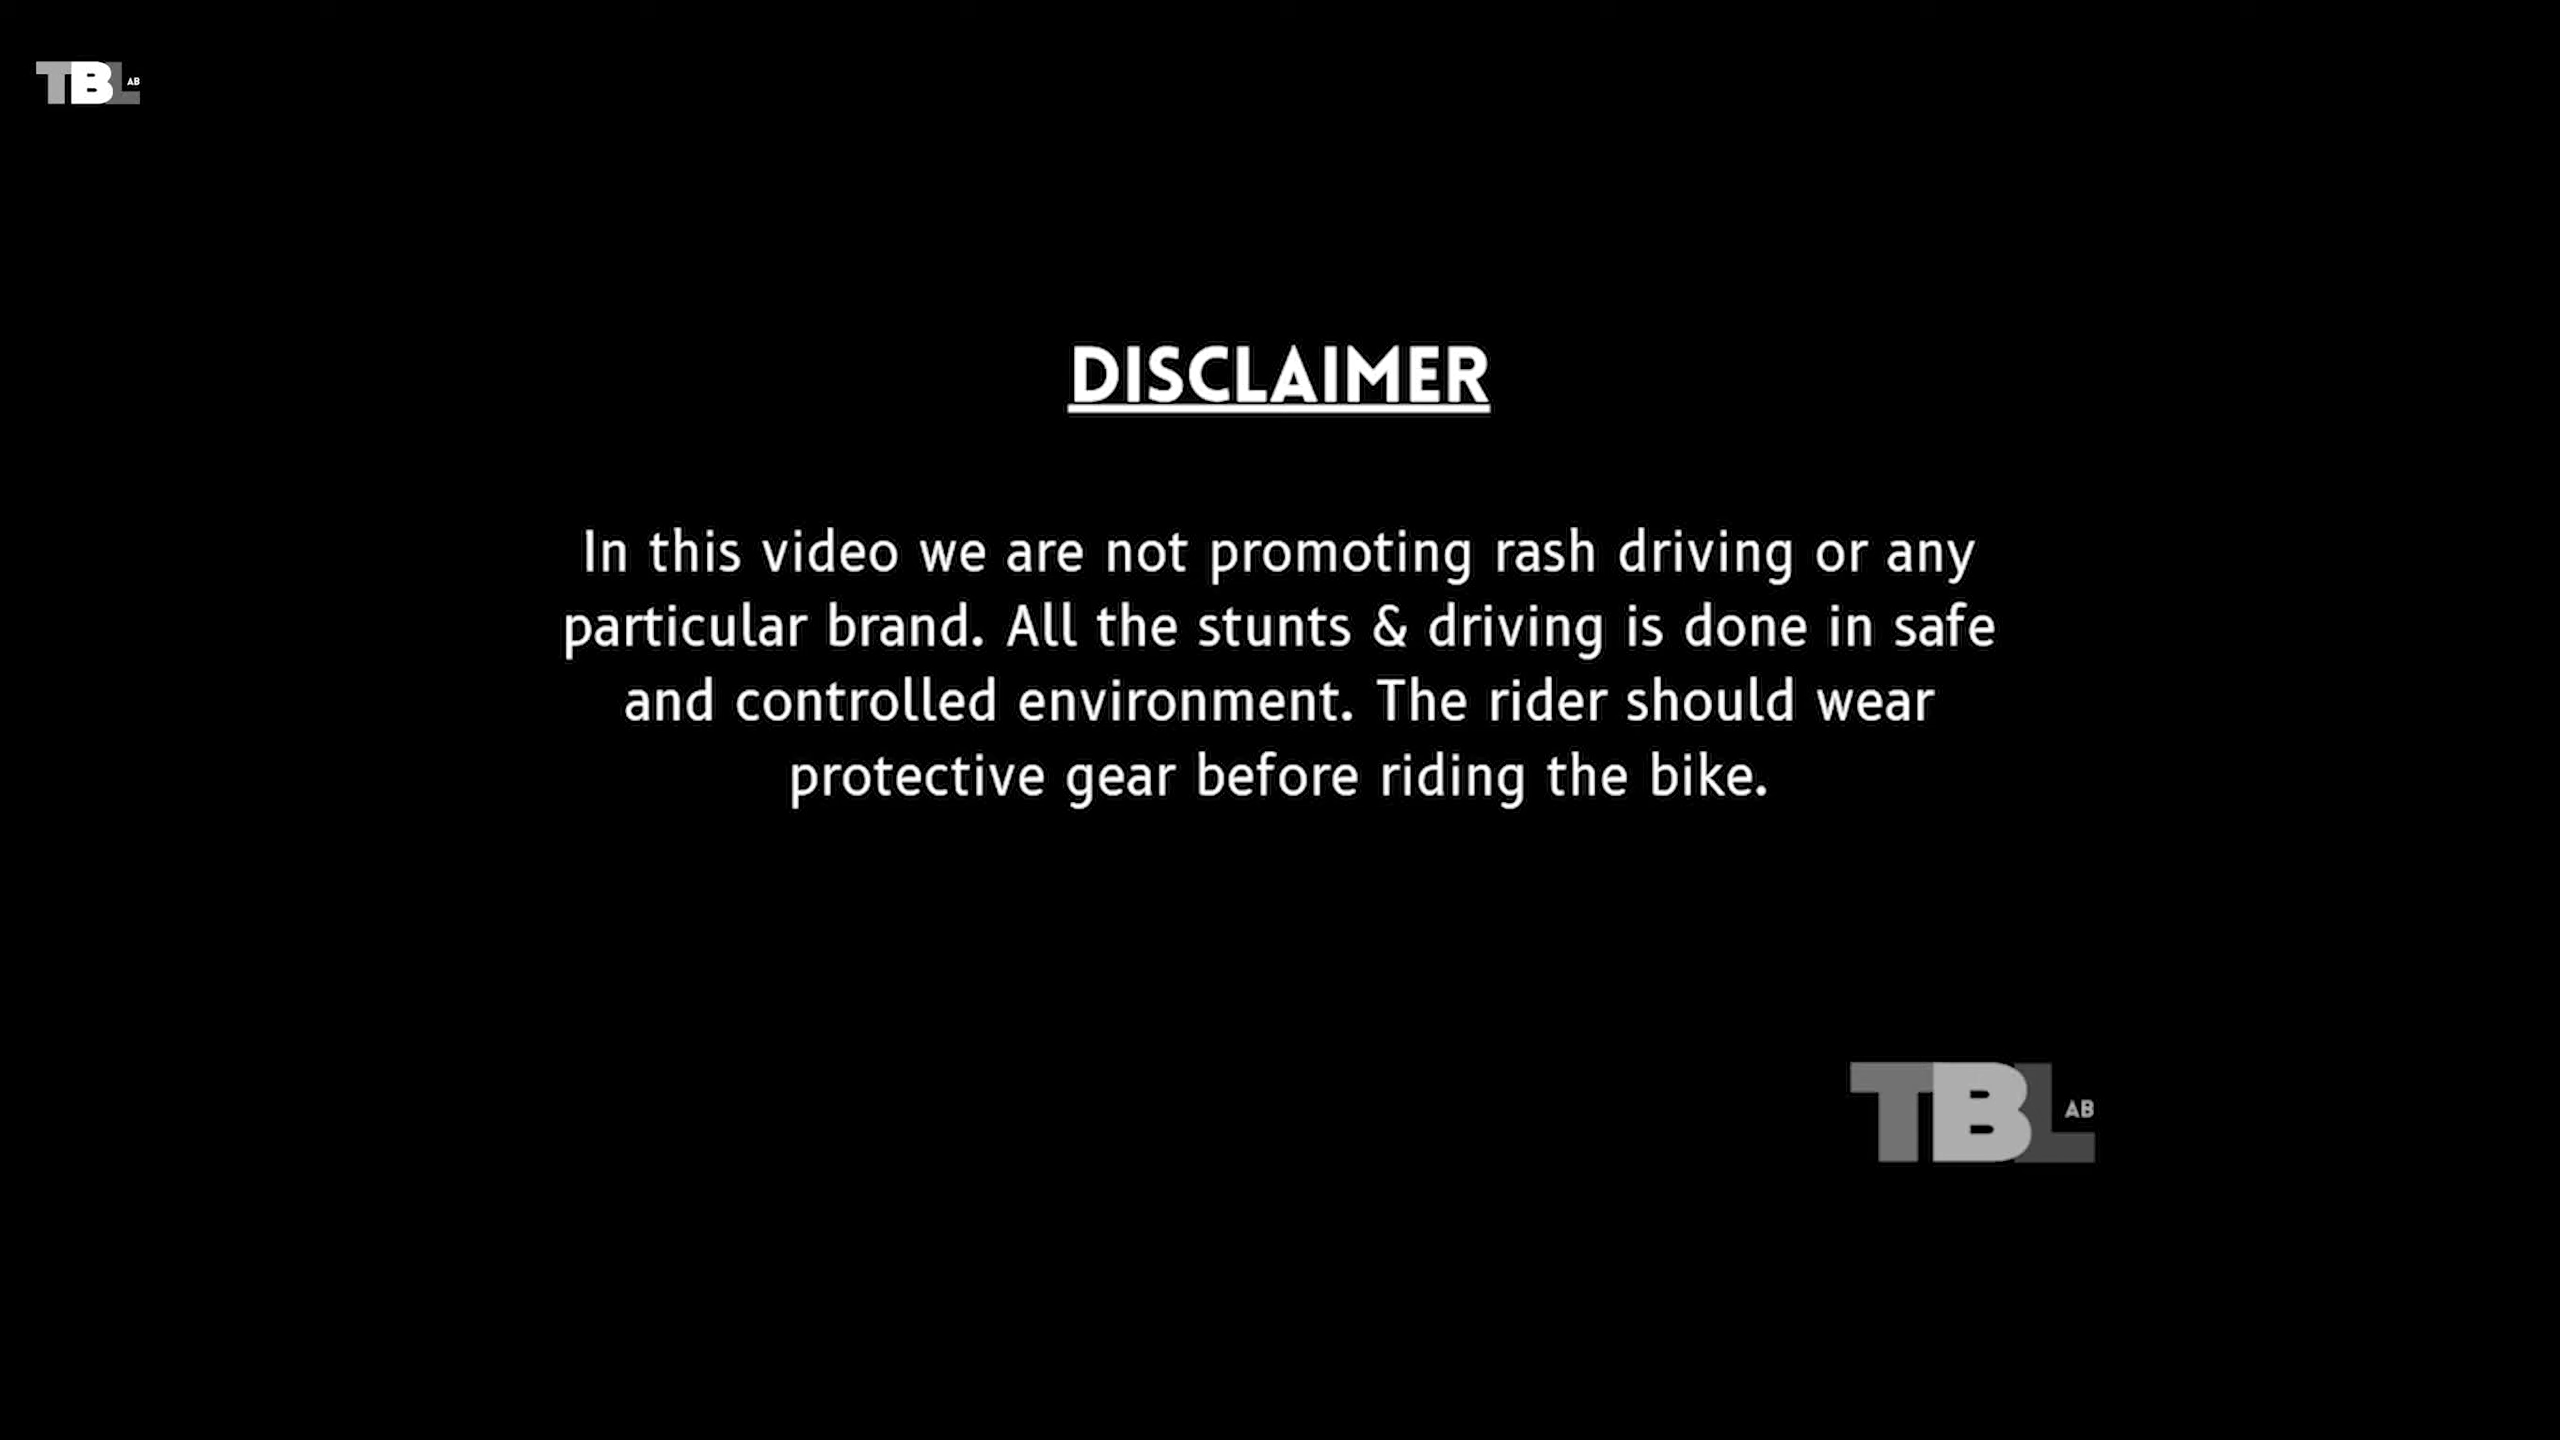 TBL AB
DISCLAIMER
In this video we are not promoting rash driving or any
particular brand. All the stunts & driving is done in safe
and controlled environment. The rider should wear
protective gear before riding the bike.
TBL AB